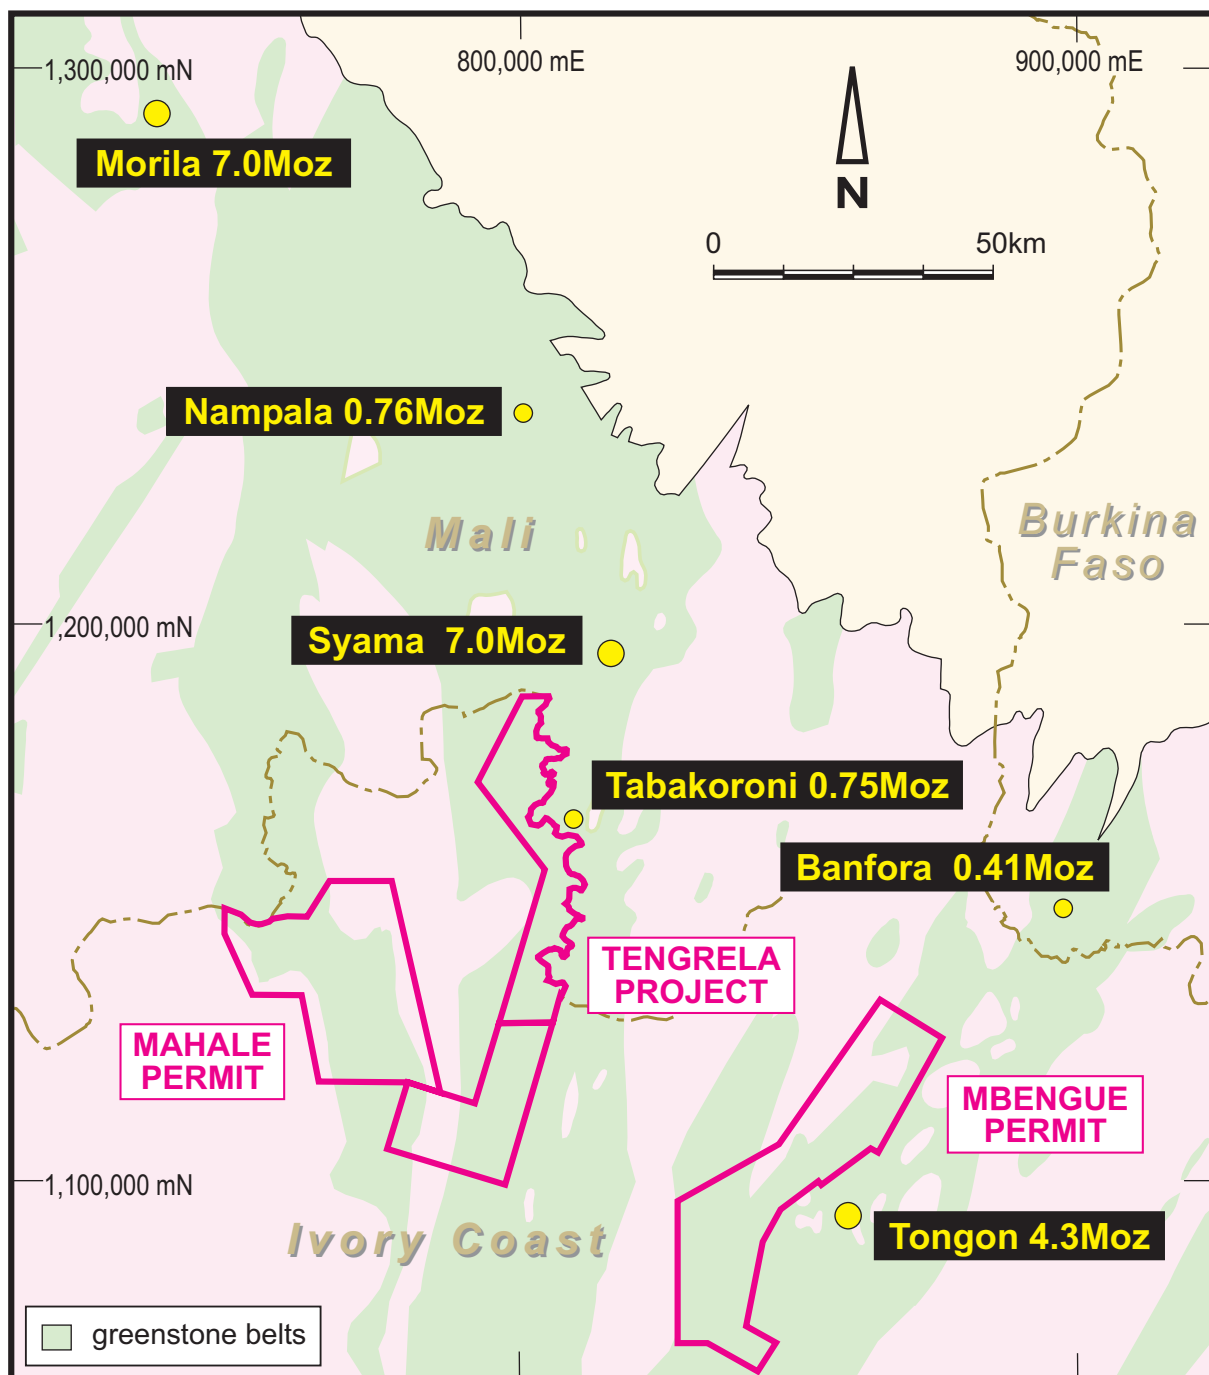 800,000 mE
900,000 mE
1,300,000 mN
Morila 7.0Moz
N
0
50km
Nampala 0.76Moz
Mali
Burkina
Faso
1,200,000 mN
Syama 7.0Moz
Tabakoroni 0.75Moz
Banfora 0.41Moz
TENGRELA
PROJECT
MAHALE
PERMIT
MBENGUE
PERMIT
1,100,000 mN
Ivory Coast
Tongon 4.3Moz
greenstone belts